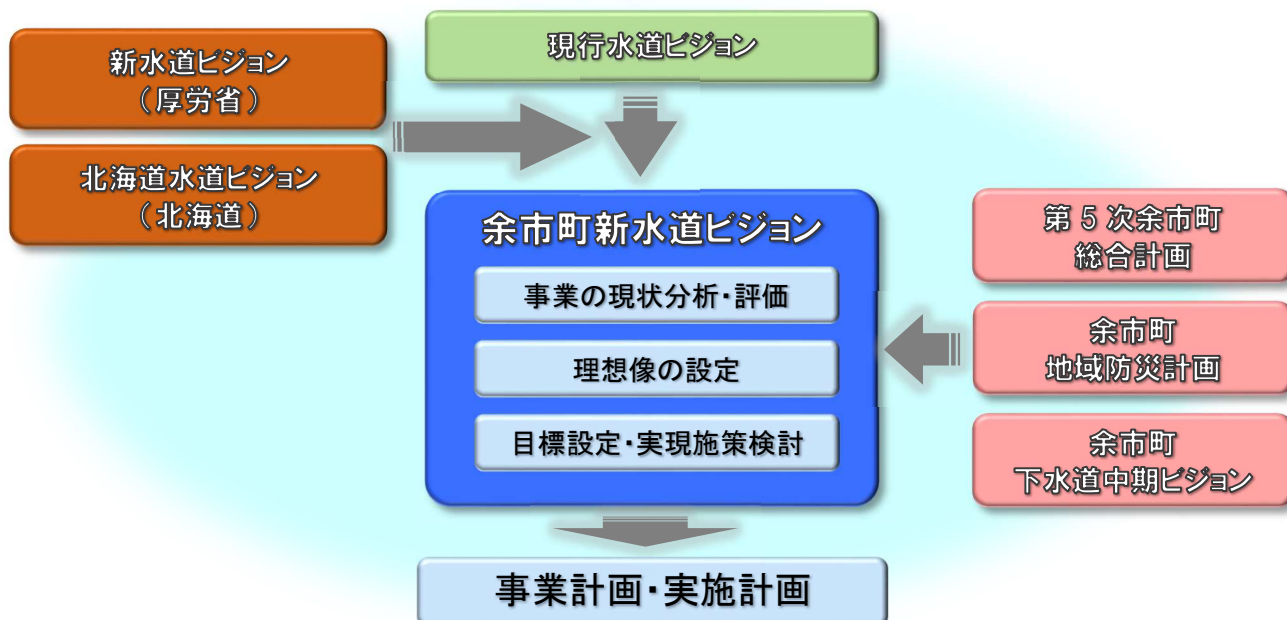 現行水道ビジョン
新水道ビジョン
（厚労省）
北海道水道ビジョン
（北海道）
余市町新水道ビジョン
事業の現状分析・評価
理想像の設定
目標設定・実現施策検討
第 5 次余市町
総合計画
余市町
地域防災計画
余市町
下水道中期ビジョン
事業計画・実施計画